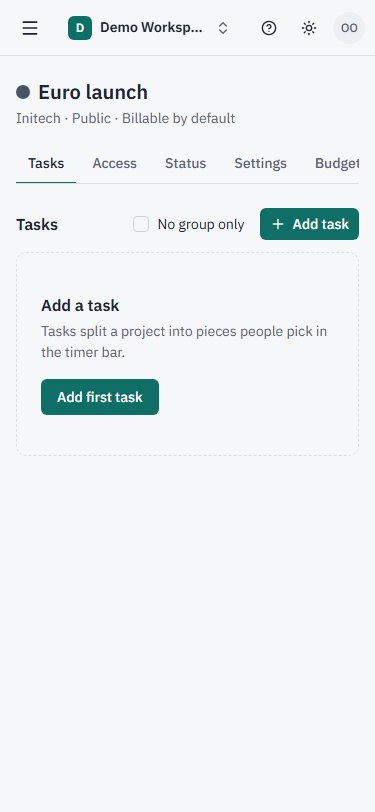 D Demo Worksp... OO
Euro launch
Initech · Public · Billable by default
Tasks Access Status Settings Budget
Tasks No group only + Add task
Add a task
Tasks split a project into pieces people pick in
the timer bar.
Add first task